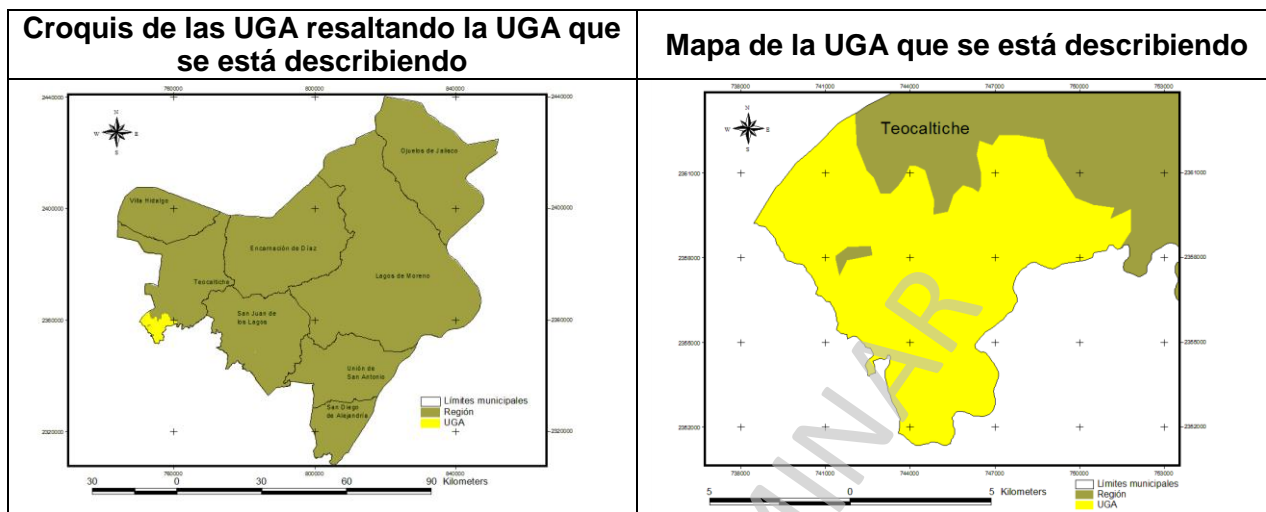 Croquis de las UGA resaltando la UGA que
se está describiendo
Mapa de la UGA que se está describiendo
760000
800000
840000
2440000
2440000
N
W
E
S
Ojuelos de Jalisco
Villa Hidalgo
2400000
2400000
Encarnación de Díaz
Lagos de Moreno
Teocaltiche
San Juan de
los Lagos
2360000
2360000
Unión de
San Antonio
San Diego
de Alejandría
Límites municipales
Región
UGA
2320000
2320000
760000
800000
840000
30
0
30
60
90
Kilometers
738000
741000
744000
747000
750000
753000
N
W
E
S
Teocaltiche
2361000
2361000
2358000
2358000
2355000
2355000
2352000
2352000
738000
741000
744000
747000
750000
753000
5
0
5
Kilometers
Límites municipales
Región
UGA
MINAR